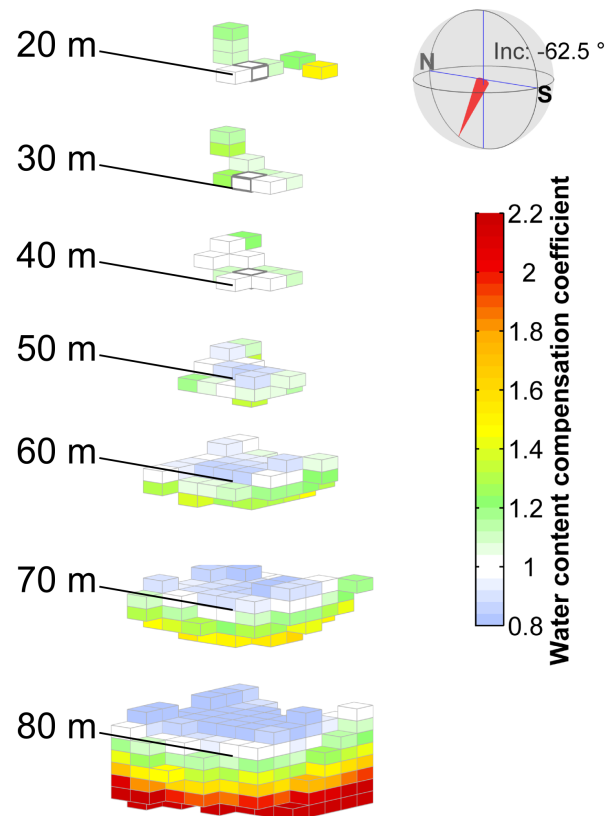 20 m
30 m
40 m
50 m
60 m
70 m
80 m
Inc: -62.5 °
N
S
2.2
2
1.8
1.6
1.4
1.2
1
0.8
Water content compensation coefficient